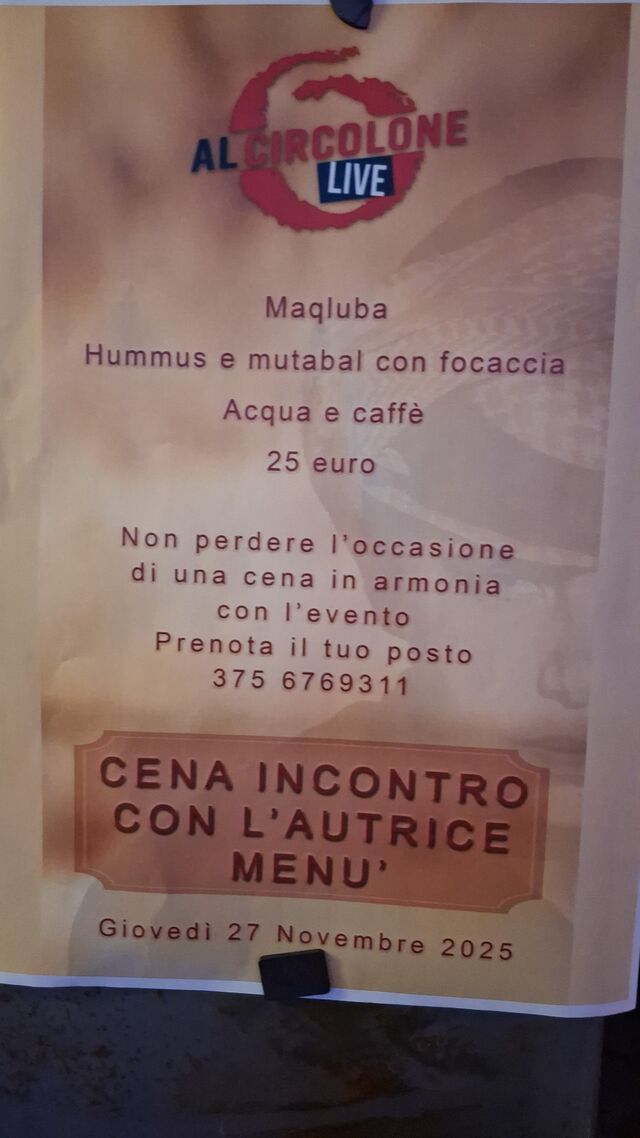 AL CIRCOLONE
LIVE
Maqluba
Hummus e mutabal con focaccia
Acqua e caffè
25 euro
Non perdere l'occasione
di una cena in armonia
con l'evento
Prenota il tuo posto
375 6769311
CENA INCONTRO
CON L'AUTRICE
MENU'
Giovedì 27 Novembre 2025